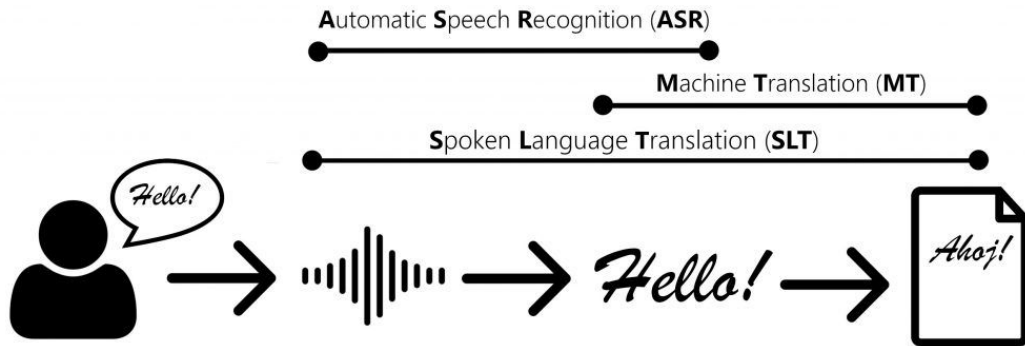 Automatic Speech Recognition (ASR)
Machine Translation (MT)
Spoken Language Translation (SLT)
Hello!
Hello!
Ahoj!